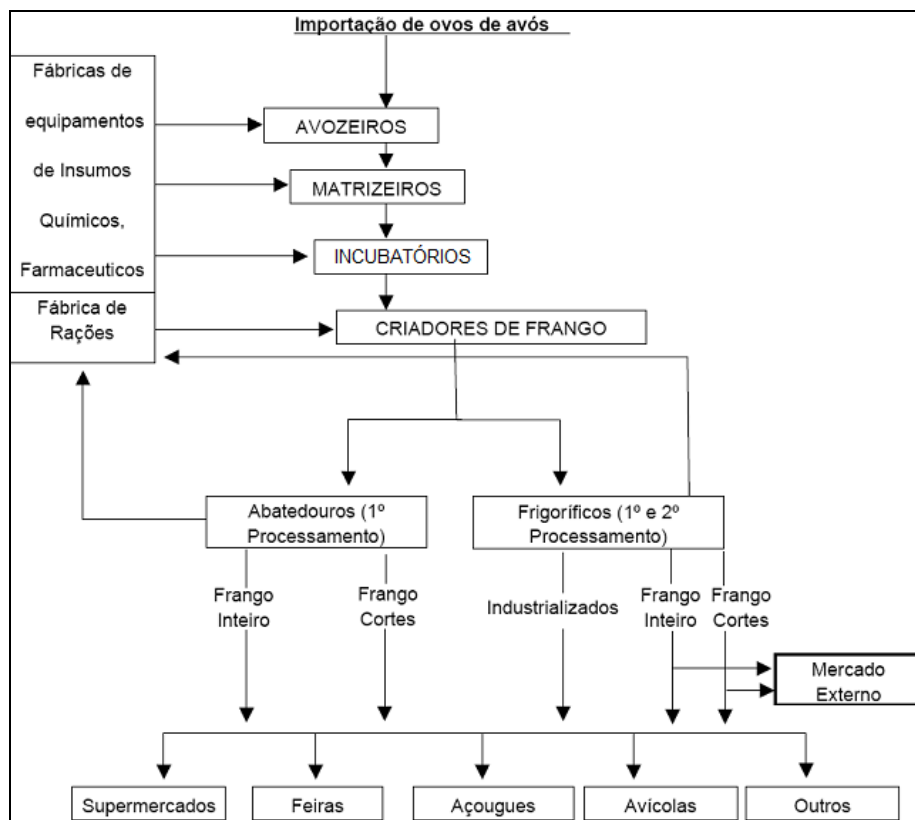 Importação de ovos de avós
Fábricas de
equipamentos
de Insumos
Químicos,
Farmaceuticos
Fábrica de
Rações
AVOZEIROS
MATRIZEIROS
INCUBATÓRIOS
CRIADORES DE FRANGO
Abatedouros (1º
Processamento)
Frigoríficos (1º e 2º
Processamento)
Frango
Inteiro
Frango
Cortes
Industrializados
Frango
Inteiro
Frango
Cortes
Mercado
Externo
Supermercados
Feiras
Açougues
Avícolas
Outros